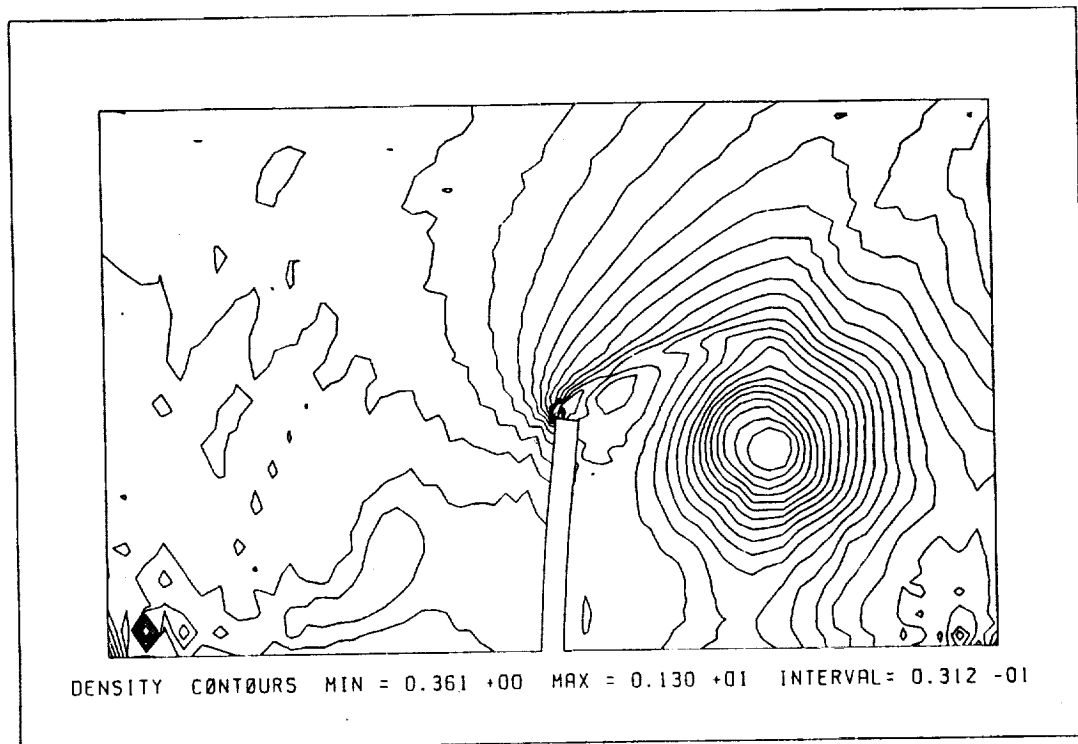 DENSITY CØNTØURS MIN = 0.361 +00 MAX = 0.130 +01 INTERVAL= 0.312 -01